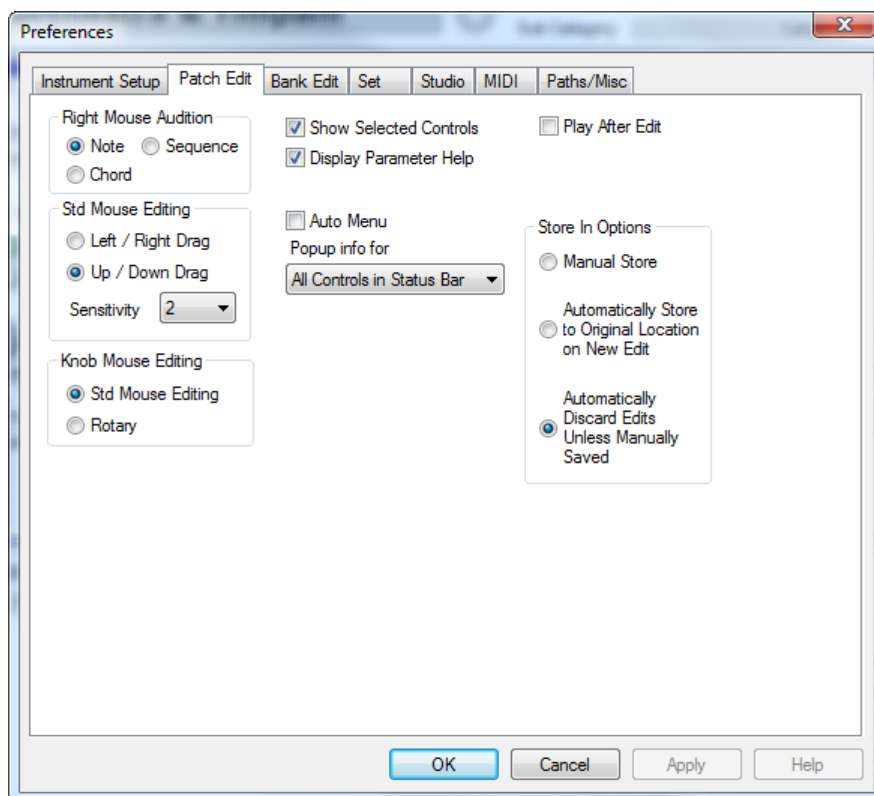 Preferences
Instrument Setup Patch Edit Bank Edit Set Studio MIDI Paths/Misc
Right Mouse Audition
Note Sequence
Chord
Std Mouse Editing
Left / Right Drag
Up / Down Drag
Sensitivity 2
Knob Mouse Editing
Std Mouse Editing
Rotary
Show Selected Controls
Display Parameter Help
Auto Menu
Popup info for
All Controls in Status Bar
Play After Edit
Store In Options
Manual Store
Automatically Store
to Original Location
on New Edit
Automatically
Discard Edits
Unless Manually
Saved
OK Cancel Apply Help